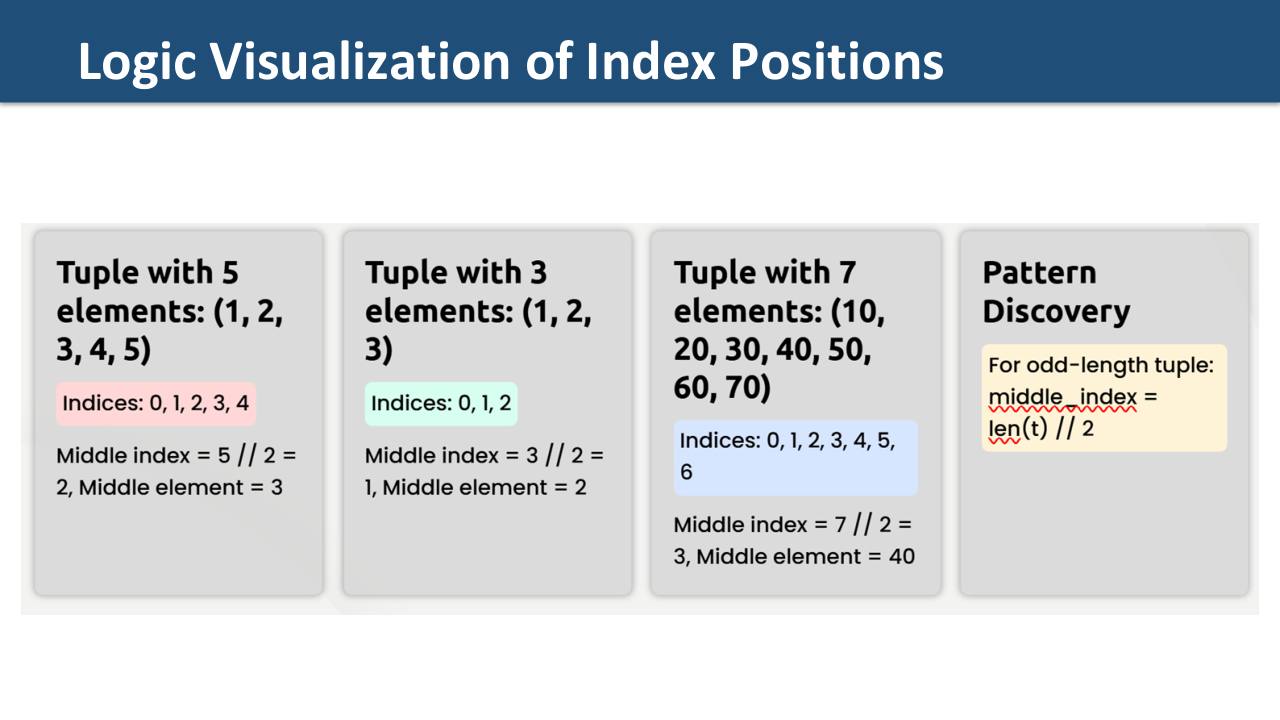 Logic Visualization of Index Positions
Tuple with 5
elements: (1, 2,
3, 4, 5)
Indices: 0, 1, 2, 3, 4
Middle index = 5 // 2 =
2, Middle element = 3
Tuple with 3
elements: (1, 2,
3)
Indices: 0, 1, 2
Middle index = 3 // 2 =
1, Middle element = 2
Tuple with 7
elements: (10,
20, 30, 40, 50,
60, 70)
Indices: 0, 1, 2, 3, 4, 5,
6
Middle index = 7 // 2 =
3, Middle element = 40
Pattern
Discovery
For odd-length tuple:
middle_index =
len(t) // 2